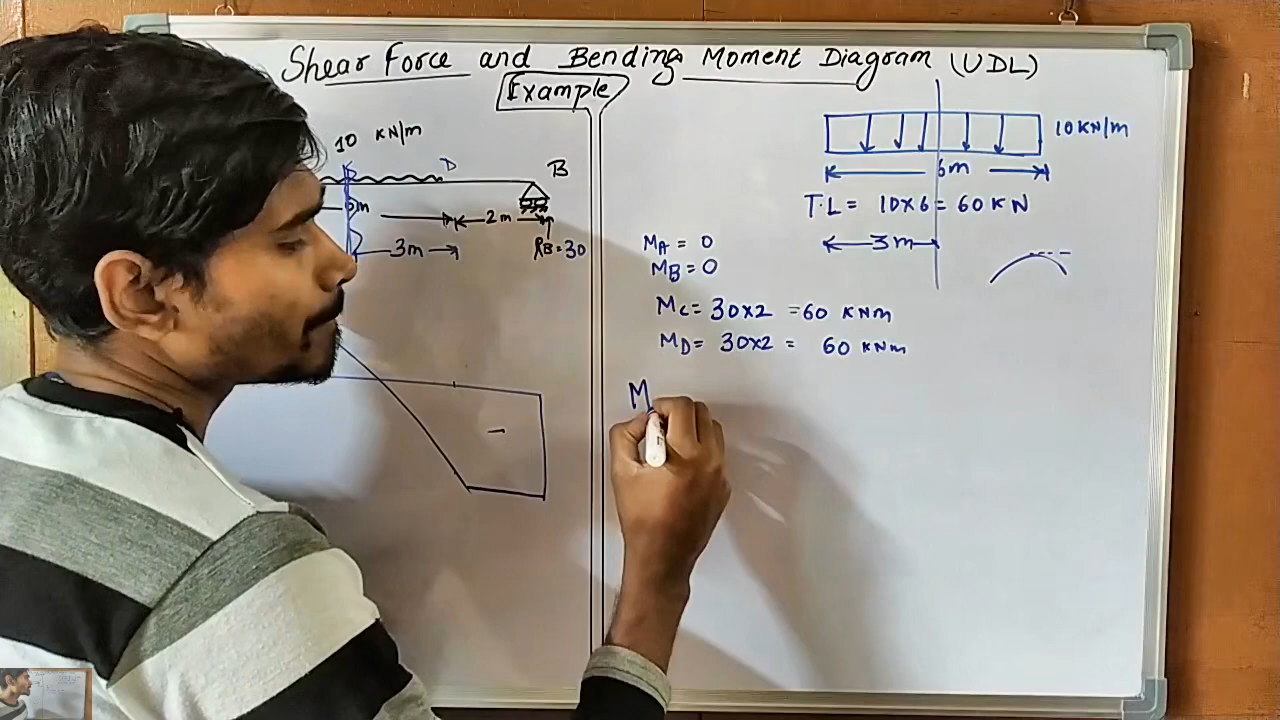 Shear Force and Bending Moment Diagram (UDL)
Example
10 KN/m
D
B
2m
3m
RB=30
10KN/m
6m
T.L = 10x6 = 60 KN
3m
MA = 0
MB = 0
Mc = 30x2 = 60 KNm
MD = 30x2 = 60 KNm
M